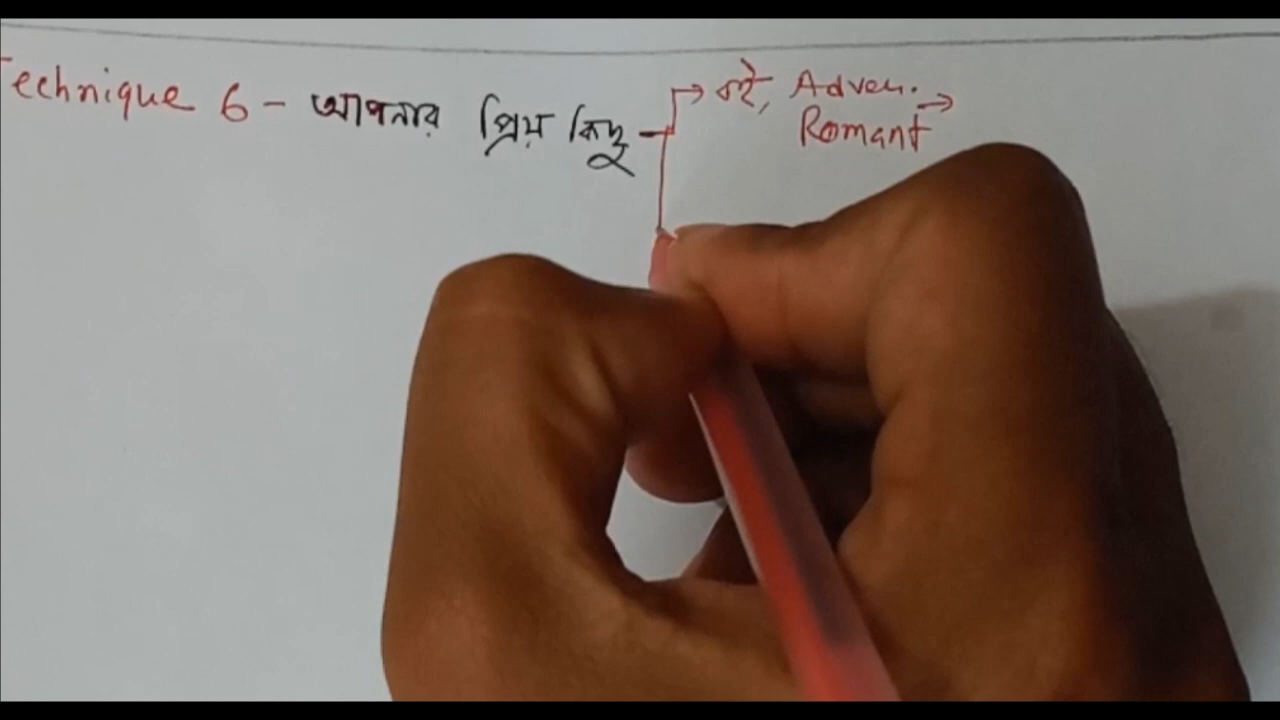 Technique 6 - আপনার প্রিয় কিছু → বই, Adven.
Romant →